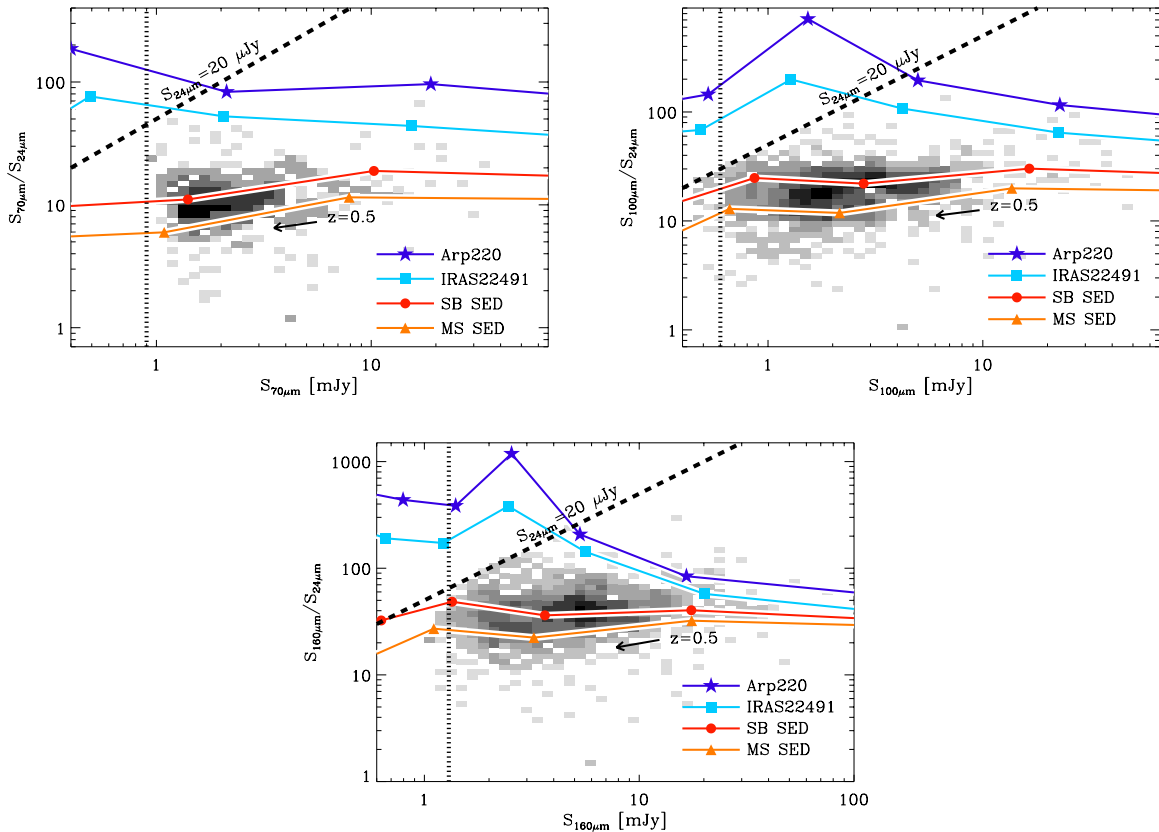 S24μm=20 μJy
100
10
1
S70μm/S24μm
z=0.5
Arp220
IRAS22491
SB SED
MS SED
1
10
S70μm [mJy]
S24μm=20 μJy
100
10
1
S100μm/S24μm
z=0.5
Arp220
IRAS22491
SB SED
MS SED
1
10
S100μm [mJy]
S24μm=20 μJy
1000
100
10
1
S160μm/S24μm
z=0.5
Arp220
IRAS22491
SB SED
MS SED
1
10
100
S160μm [mJy]